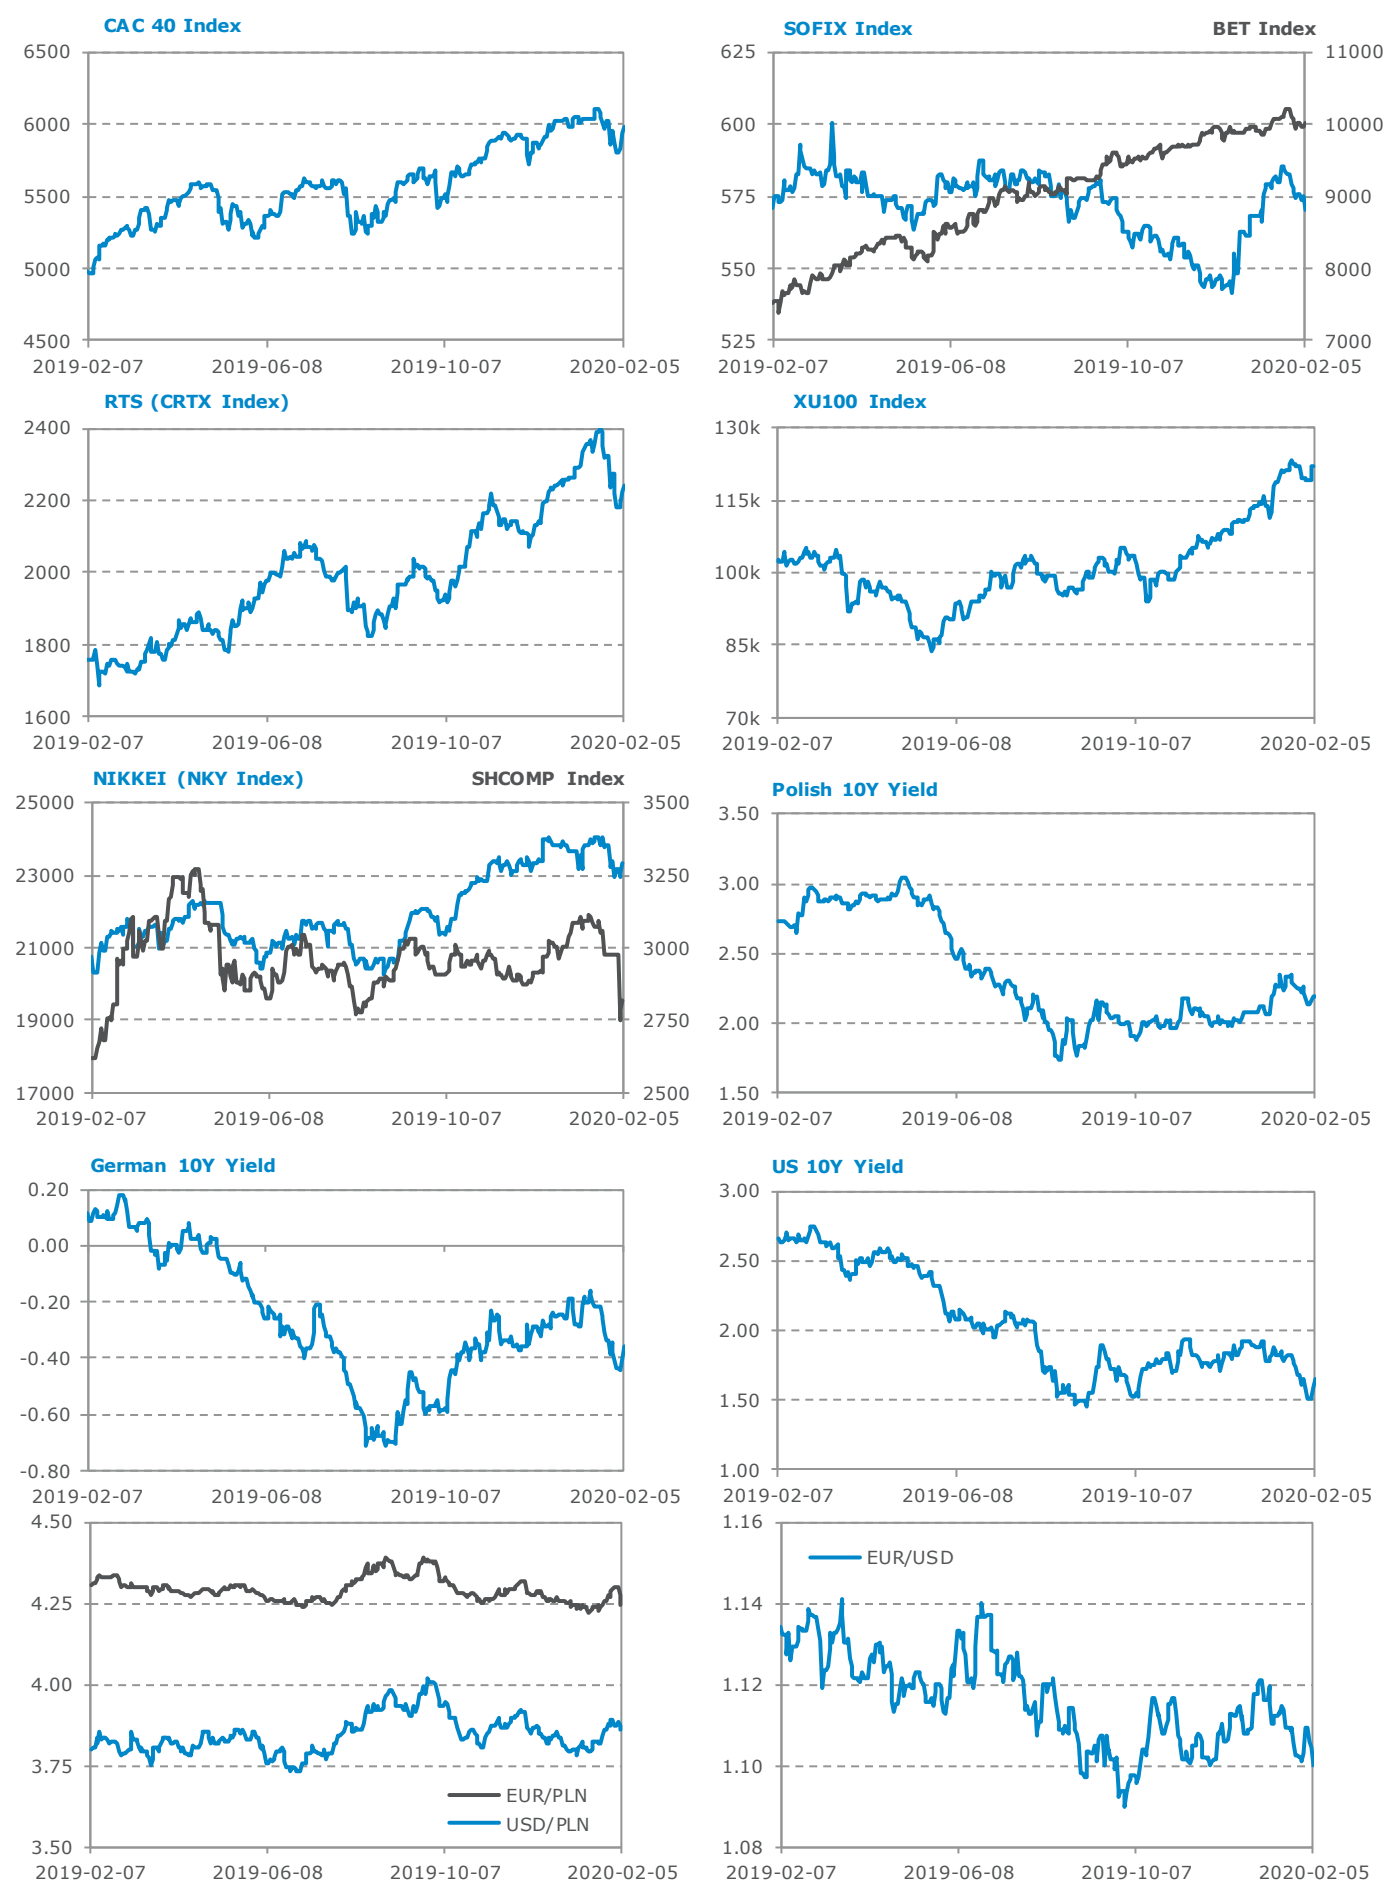 CAC 40 Index
6500
6000
5500
5000
4500
2019-02-07 2019-06-08 2019-10-07 2020-02-05
SOFIX Index BET Index
625 11000
600 10000
575 9000
550 8000
525 7000
2019-02-07 2019-06-08 2019-10-07 2020-02-05
RTS (CRTX Index)
2400
2200
2000
1800
1600
2019-02-07 2019-06-08 2019-10-07 2020-02-05
XU100 Index
130k
115k
100k
85k
70k
2019-02-07 2019-06-08 2019-10-07 2020-02-05
NIKKEI (NKY Index) SHCOMP Index
25000 3500
23000 3250
21000 3000
19000 2750
17000 2500
2019-02-07 2019-06-08 2019-10-07 2020-02-05
Polish 10Y Yield
3.50
3.00
2.50
2.00
1.50
2019-02-07 2019-06-08 2019-10-07 2020-02-05
German 10Y Yield
0.20
0.00
-0.20
-0.40
-0.60
-0.80
2019-02-07 2019-06-08 2019-10-07 2020-02-05
US 10Y Yield
3.00
2.50
2.00
1.50
1.00
2019-02-07 2019-06-08 2019-10-07 2020-02-05
4.50
4.25
4.00
3.75
EUR/PLN
USD/PLN
3.50
2019-02-07 2019-06-08 2019-10-07 2020-02-05
1.16
EUR/USD
1.14
1.12
1.10
1.08
2019-02-07 2019-06-08 2019-10-07 2020-02-05